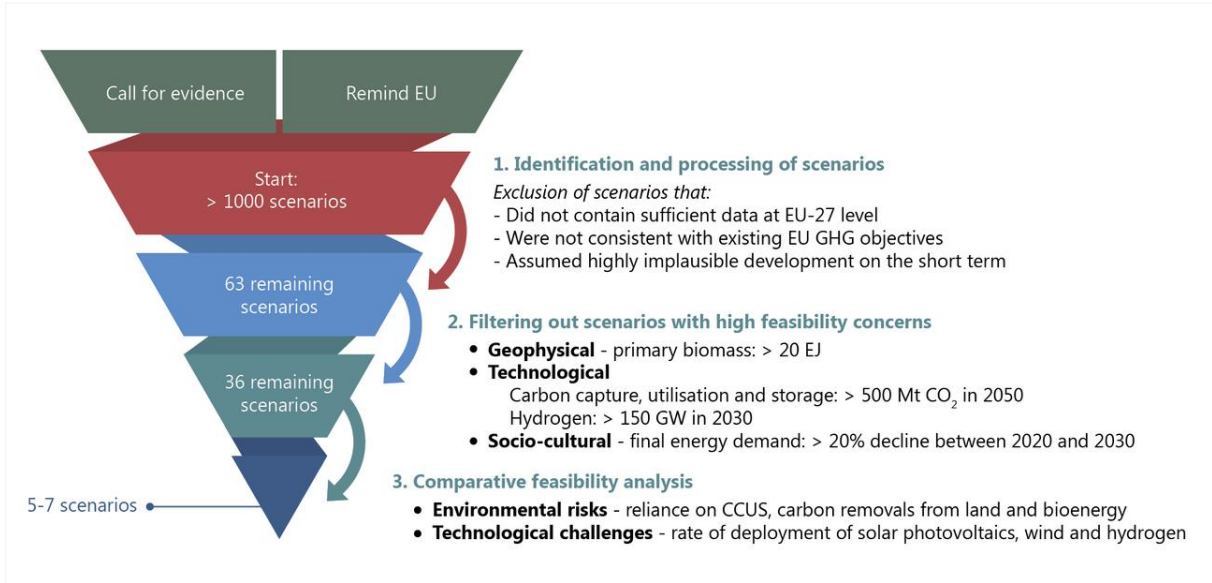 Call for evidence
Remind EU
Start:
> 1000 scenarios
1. Identification and processing of scenarios
Exclusion of scenarios that:
- Did not contain sufficient data at EU-27 level
- Were not consistent with existing EU GHG objectives
- Assumed highly implausible development on the short term
63 remaining
scenarios
2. Filtering out scenarios with high feasibility concerns
• Geophysical - primary biomass: > 20 EJ
• Technological
Carbon capture, utilisation and storage: > 500 Mt CO₂ in 2050
Hydrogen: > 150 GW in 2030
• Socio-cultural - final energy demand: > 20% decline between 2020 and 2030
36 remaining
scenarios
3. Comparative feasibility analysis
• Environmental risks - reliance on CCUS, carbon removals from land and bioenergy
• Technological challenges - rate of deployment of solar photovoltaics, wind and hydrogen
5-7 scenarios